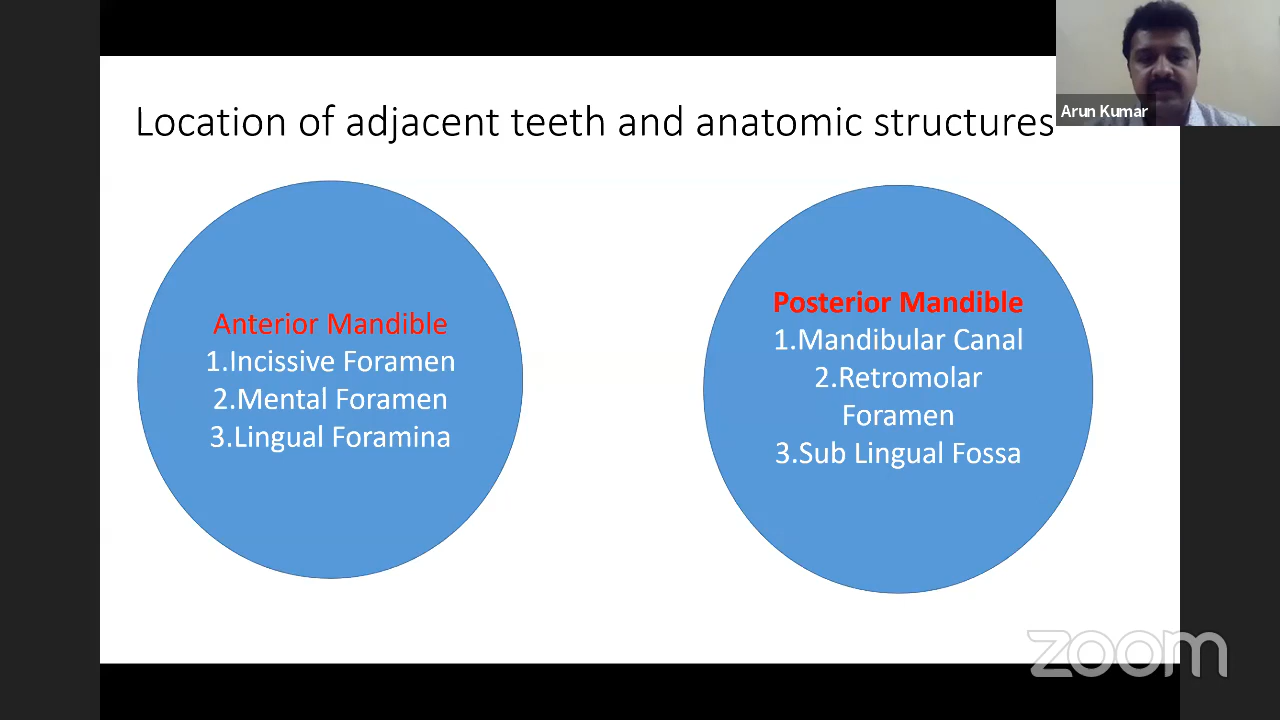 Location of adjacent teeth and anatomic structures
Arun Kumar
Anterior Mandible
1.Incissive Foramen
2.Mental Foramen
3.Lingual Foramina
Posterior Mandible
1.Mandibular Canal
2.Retromolar
Foramen
3.Sub Lingual Fossa
zoom